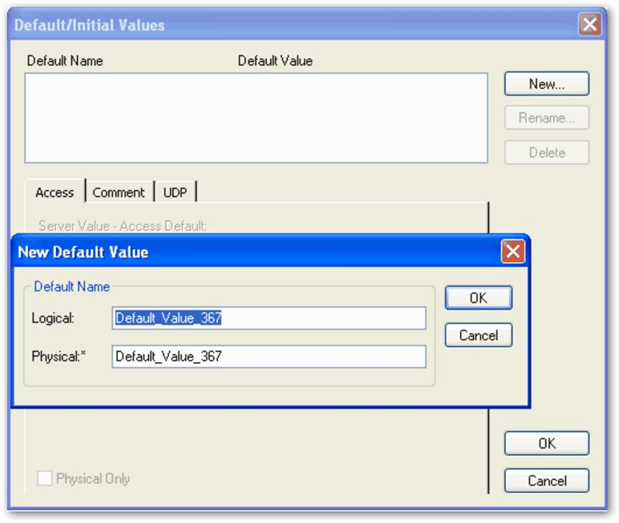 Default/Initial Values
Default Name Default Value
New...
Rename...
Delete
Access Comment UDP
Server Value - Access Default:
New Default Value
Default Name
Logical: Default_Value_367
OK
Physical:* Default_Value_367
Cancel
OK
Physical Only
Cancel